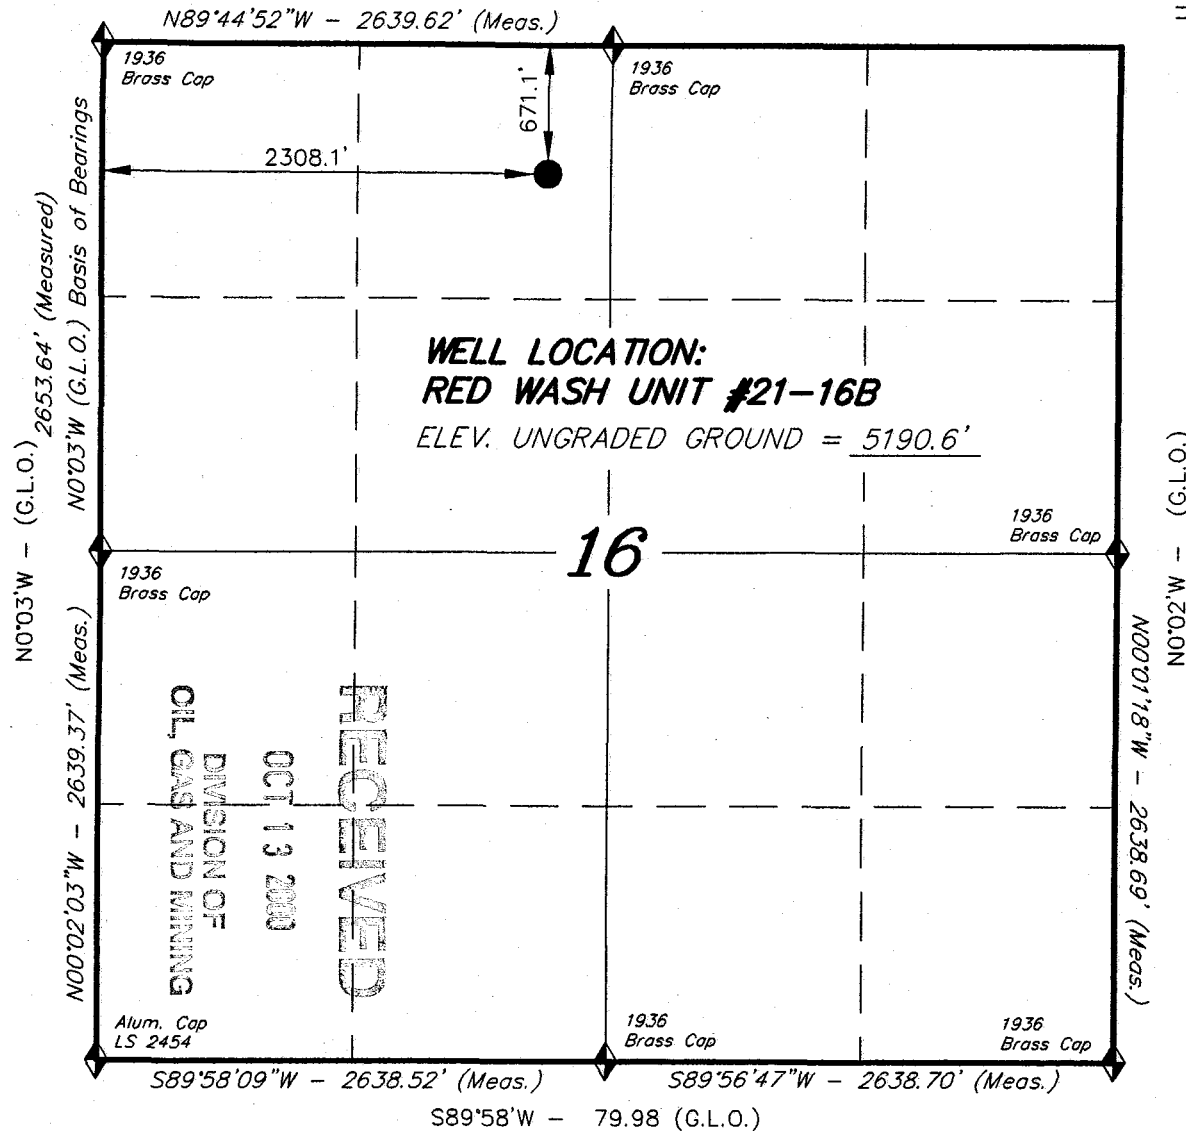 N89°44'52"W - 2639.62' (Meas.)
1936
Brass Cap
1936
Brass Cap
671.1'
2308.1'
2653.64' (Measured)
N0°03'W (G.L.O.) Basis of Bearings
N0°03'W - (G.L.O.)
WELL LOCATION:
RED WASH UNIT #21-16B
ELEV. UNGRADED GROUND = 5190.6'
16
1936
Brass Cap
1936
Brass Cap
N0°02'W - (G.L.O.)
N00°02'03"W - 2639.37' (Meas.)
N00°01'18"W - 2638.69' (Meas.)
RECEIVED
OCT 13 2000
DIVISION OF
OIL, GAS AND MINING
Alum. Cap
LS 2454
1936
Brass Cap
1936
Brass Cap
S89°58'09"W - 2638.52' (Meas.)
S89°56'47"W - 2638.70' (Meas.)
S89°58'W - 79.98 (G.L.O.)